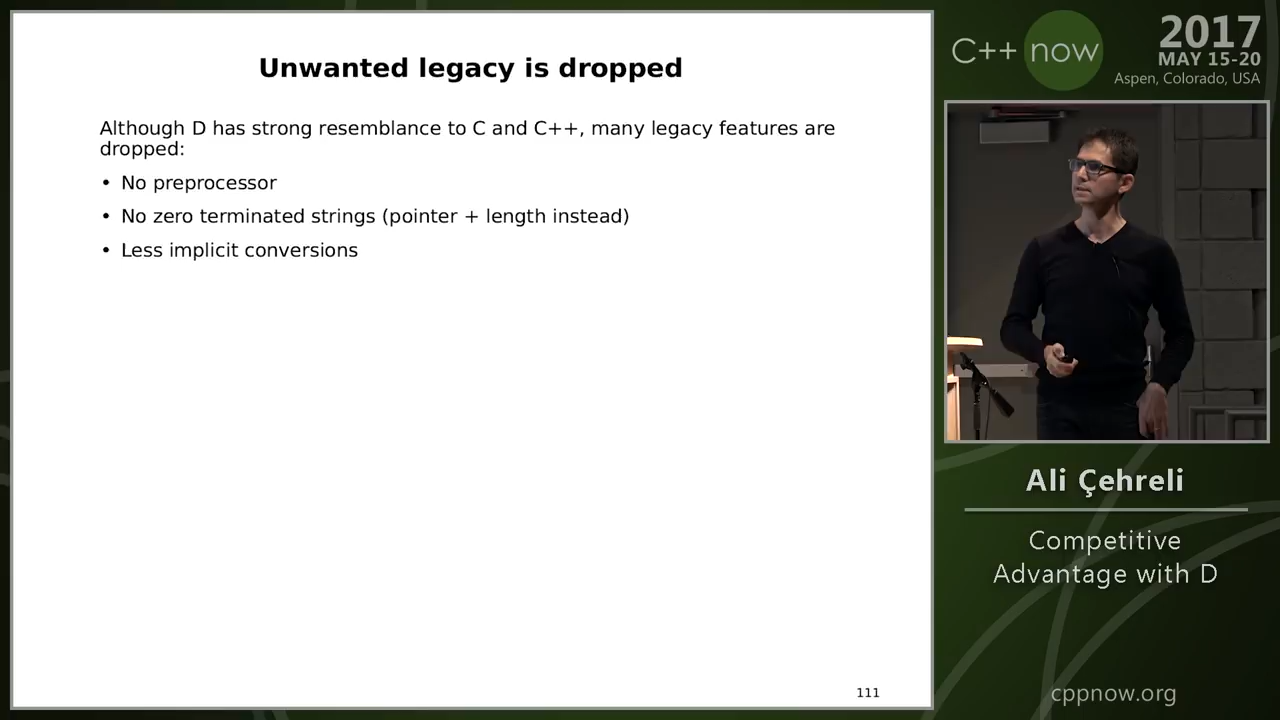 Unwanted legacy is dropped
Although D has strong resemblance to C and C++, many legacy features are
dropped:
• No preprocessor
• No zero terminated strings (pointer + length instead)
• Less implicit conversions
111
C++ now
2017
MAY 15-20
Aspen, Colorado, USA
Ali Çehreli
Competitive
Advantage with D
cppnow.org